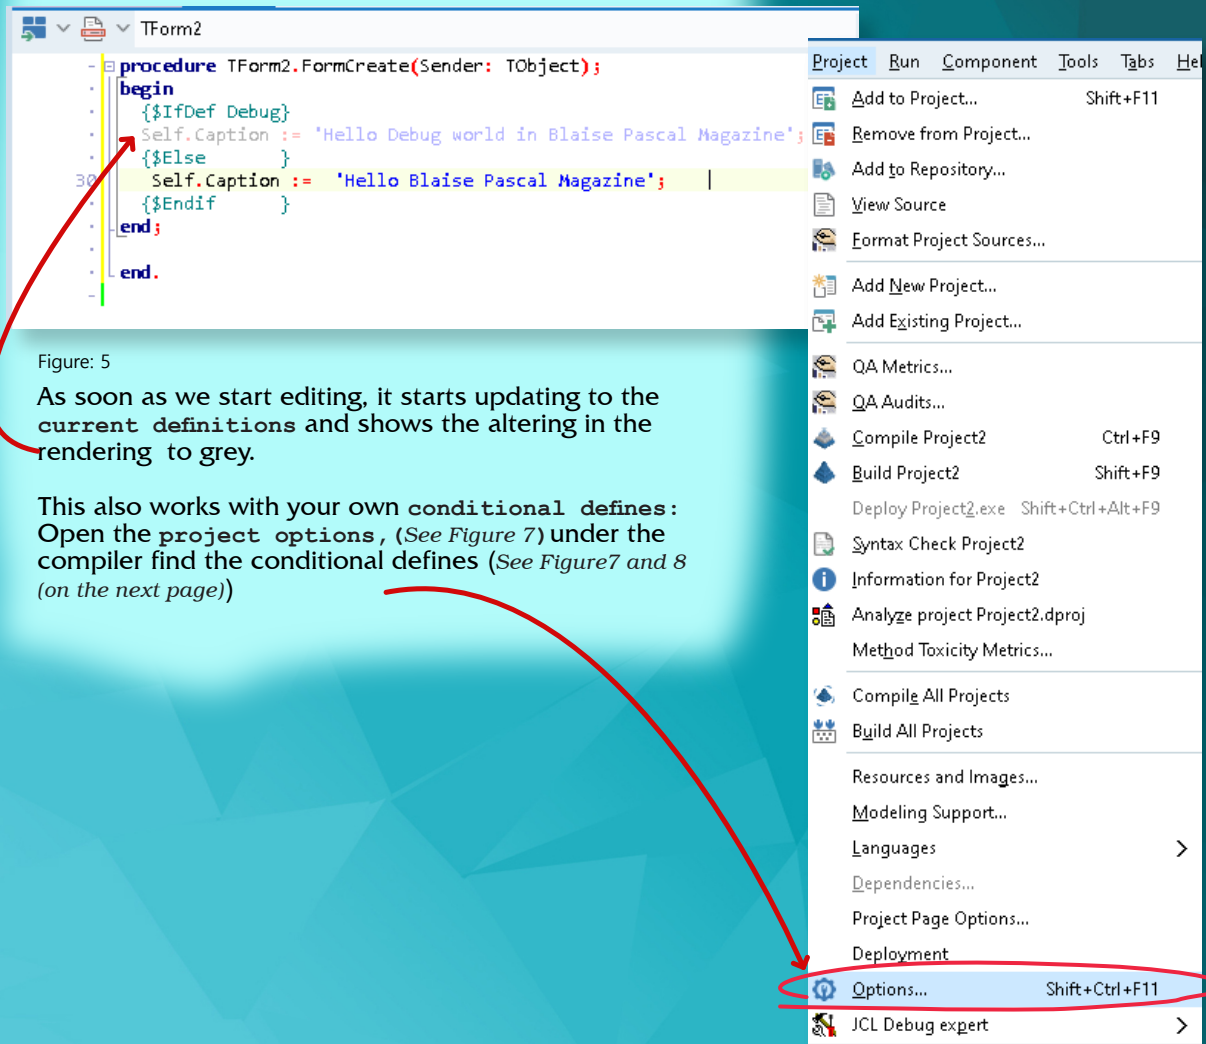 TForm2
procedure TForm2.FormCreate(Sender: TObject);
begin
{$IfDef Debug}
Self.Caption := 'Hello Debug world in Blaise Pascal Magazine';
{$Else }
30 Self.Caption := 'Hello Blaise Pascal Magazine';
{$Endif }
end;
end.
Figure: 5
As soon as we start editing, it starts updating to the
current definitions and shows the altering in the
rendering to grey.
This also works with your own conditional defines:
Open the project options,(See Figure 7)under the
compiler find the conditional defines (See Figure7 and 8
(on the next page))
Project Run Component Tools Tabs Hel
Add to Project... Shift+F11
Remove from Project...
Add to Repository...
View Source
Format Project Sources...
Add New Project...
Add Existing Project...
QA Metrics...
QA Audits...
Compile Project2 Ctrl+F9
Build Project2 Shift+F9
Deploy Project2.exe Shift+Ctrl+Alt+F9
Syntax Check Project2
Information for Project2
Analyze project Project2.dproj
Method Toxicity Metrics...
Compile All Projects
Build All Projects
Resources and Images...
Modeling Support...
Languages
Dependencies...
Project Page Options...
Deployment
Options... Shift+Ctrl+F11
JCL Debug expert